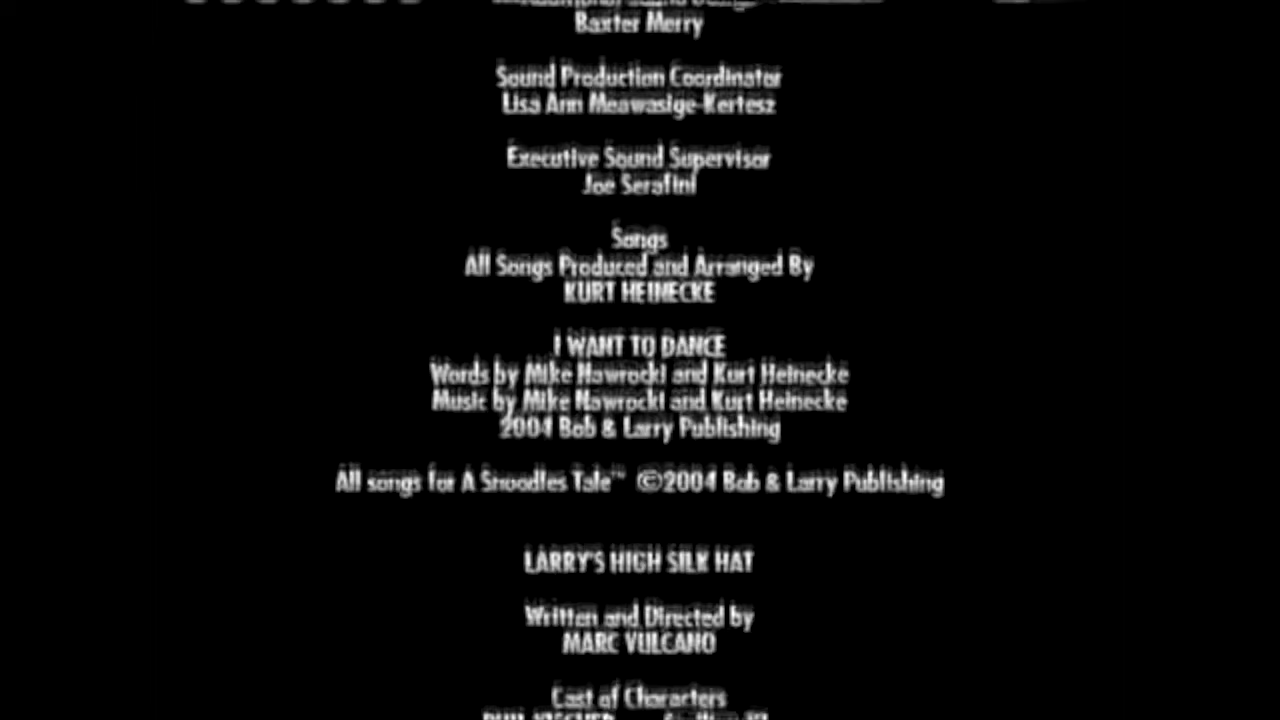 Baxter Merry
Sound Production Coordinator
Lisa Ann Meawasige-Kertesz
Executive Sound Supervisor
Joe Serafini
Songs
All Songs Produced and Arranged By
KURT HEINECKE
I WANT TO DANCE
Words by Mike Nawrocki and Kurt Heinecke
Music by Mike Nawrocki and Kurt Heinecke
2004 Bob & Larry Publishing
All songs for A Snoodles Tale™ ©2004 Bob & Larry Publishing
LARRY'S HIGH SILK HAT
Written and Directed by
MARC VULCANO
Cast of Characters